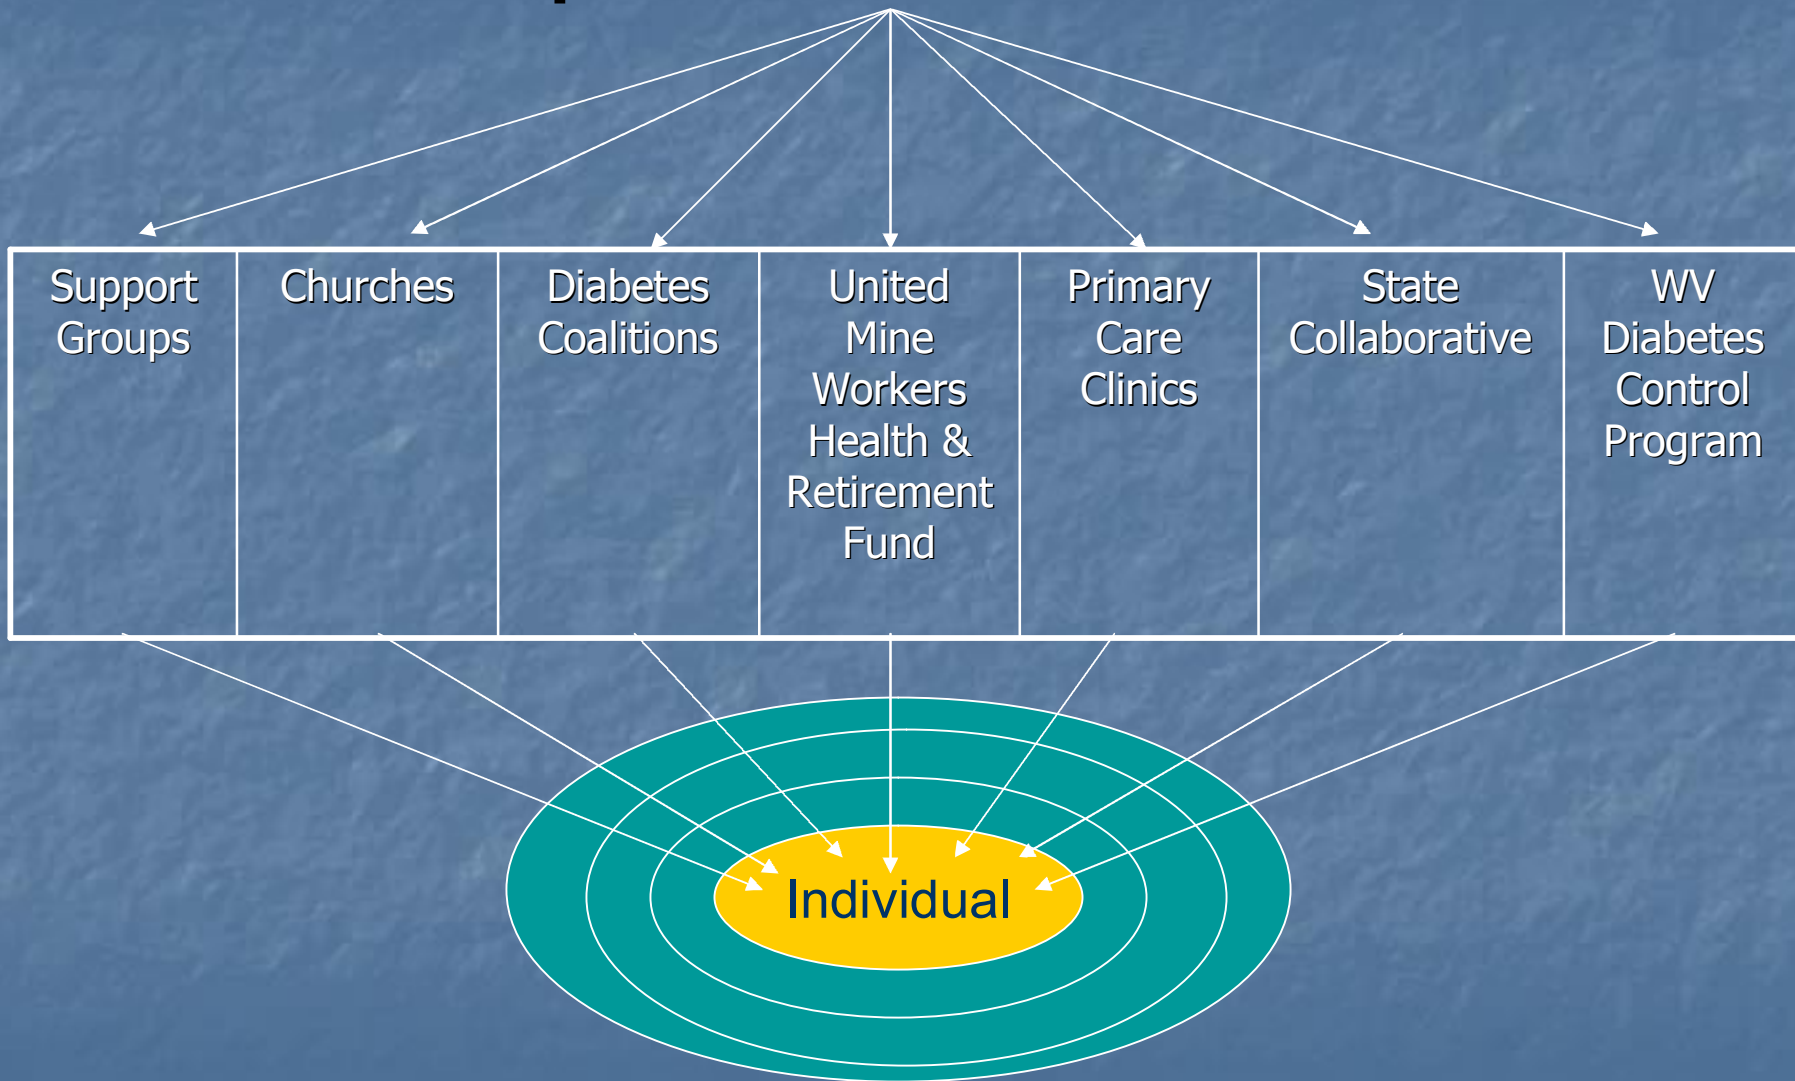 Support
Groups
Churches
Diabetes
Coalitions
United
Mine
Workers
Health &
Retirement
Fund
Primary
Care
Clinics
State
Collaborative
WV
Diabetes
Control
Program
Individual